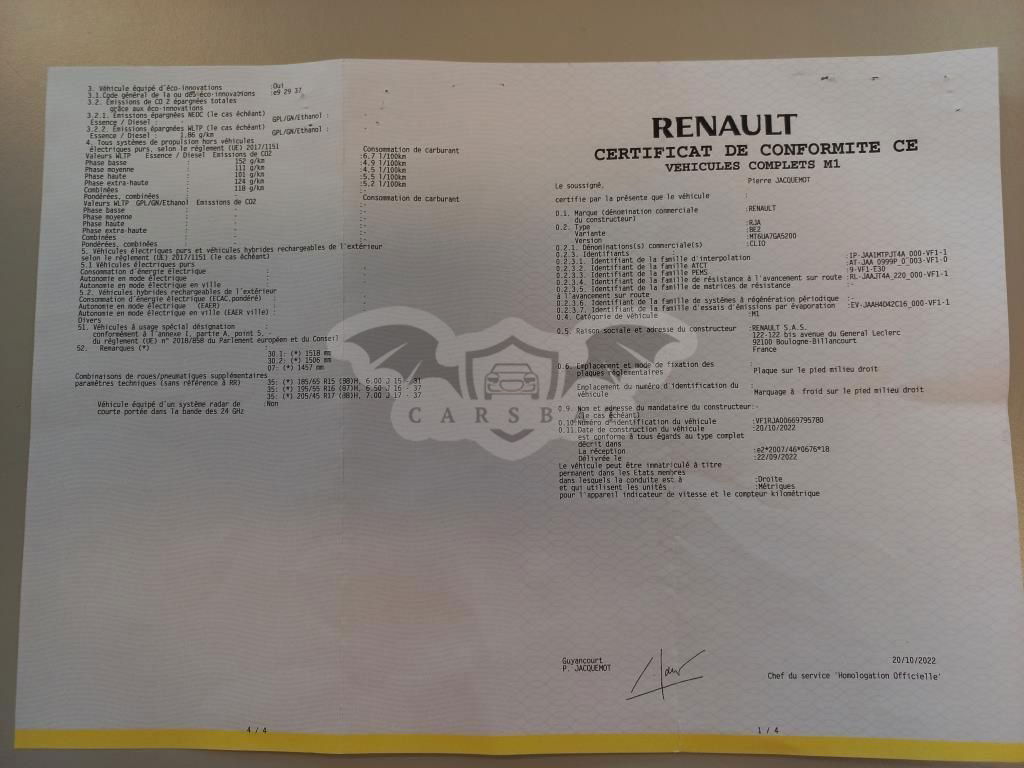 3. Véhicule équipé d'éco-innovations :Oui
3.1.Code général de la ou des éco-innovations :e9 29 37
3.2. Emissions de CO 2 épargnées totales
grâce aux éco-innovations
3.2.1. Emissions épargnées NEDC (le cas échéant)
Essence / Diesel : GPL/GN/Ethanol :
3.2.2. Emissions épargnées WLTP (le cas échéant)
Essence / Diesel : 1.86 g/km GPL/GN/Ethanol :
4. Tous systèmes de propulsion hors véhicules
électriques purs, selon le règlement (UE) 2017/1151
Valeurs WLTP Essence / Diesel Emissions de CO2 Consommation de carburant
Phase basse : 152 g/km :6.7 l/100km
Phase moyenne : 111 g/km :4.9 l/100km
Phase haute : 101 g/km :4.5 l/100km
Phase extra-haute : 124 g/km :5.5 l/100km
Combinées : 118 g/km :5.2 l/100km
Pondérées, combinées : - :-
Valeurs WLTP GPL/GN/Ethanol Emissions de CO2 Consommation de carburant
Phase basse : - :-
Phase moyenne : - :-
Phase haute : - :-
Phase extra-haute : - :-
Combinées : - :-
Pondérées, combinées : - :-
5. Véhicules électriques purs et véhicules hybrides rechargeables de l'extérieur
selon le règlement (UE) 2017/1151 (le cas échéant)
5.1 Véhicules électriques purs
Consommation d'énergie électrique :
Autonomie en mode électrique :
Autonomie en mode électrique en ville :
5.2. Véhicules hybrides rechargeables de l'extérieur
Consommation d'énergie électrique (ECAC,pondéré) :
Autonomie en mode électrique (EAER) :
Autonomie en mode électrique en ville (EAER ville) :
Divers
51. Véhicules à usage spécial désignation :
conformément à l'annexe I, partie A, point 5. -
du règlement (UE) n° 2018/858 du Parlement européen et du Conseil
52. Remarques (*)
30.1: (*) 1518 mm
30.2: (*) 1506 mm
07: (*) 1457 mm
Combinaisons de roues/pneumatiques supplémentaires
paramètres techniques (sans référence à RR) 35: (*) 185/65 R15 (88)H, 6.00 J 15 - 31
35: (*) 195/55 R16 (87)H, 6.50 J 16 - 37
35: (*) 205/45 R17 (88)H, 7.00 J 17 - 37
Véhicule équipé d'un système radar de :Non
courte portée dans la bande des 24 GHz
4 / 4
RENAULT
CERTIFICAT DE CONFORMITE CE
VEHICULES COMPLETS M1
Le soussigné, Pierre JACQUEMOT
certifie par la présente que le véhicule :
0.1. Marque (dénomination commerciale :RENAULT
du constructeur)
0.2. Type :RJA
Variante :BE2
Version :MT6UA7GA5200
0.2.1. Dénominations(s) commerciale(s) :CLIO
0.2.3. Identifiants
0.2.3.1. Identifiant de la famille d'interpolation :IP-JAA1MTPJT4A_000-VF1-1
0.2.3.2. Identifiant de la famille ATCT :AT-JAA_0999P_0_003-VF1-0
0.2.3.3. Identifiant de la famille PEMS :9-VF1-E30
0.2.3.4. Identifiant de famille de résistance à l'avancement sur route :RL-JAAJT4A_220_000-VF1-1
0.2.3.5. Identifiant de famille de matrices de résistance :-
à l'avancement sur route
0.2.3.6. Identifiant de la famille de systèmes à régénération périodique :-
0.2.3.7. Identifiant de la famille d'essais d'émissions par évaporation :EV-JAAH4D42C16_000-VF1-1
0.4. Catégorie de véhicule :M1
0.5. Raison sociale et adresse du constructeur :RENAULT S.A.S.
122-122 bis avenue du General Leclerc
92100 Boulogne-Billancourt
France
0.6. Emplacement et mode de fixation des :
plaques réglementaires Plaque sur le pied milieu droit
Emplacement du numéro d'identification du :
véhicule Marquage à froid sur le pied milieu droit
0.9. Nom et adresse du mandataire du constructeur:-
(le cas échéant)
0.10.Numéro d'identification du véhicule :VF1RJA00669795780
0.11.Date de construction du véhicule :20/10/2022
est conforme à tous égards au type complet
décrit dans
La réception :e2*2007/46*0676*18
Délivrée le :22/09/2022
Le véhicule peut être immatriculé à titre
permanent dans les Etats membres
dans lesquels la conduite est à :Droite
et qui utilisent les unités :Métriques
pour l'appareil indicateur de vitesse et le compteur kilométrique
Guyancourt 20/10/2022
P. JACQUEMOT
Chef du service 'Homologation Officielle'
1 / 4
CARSB